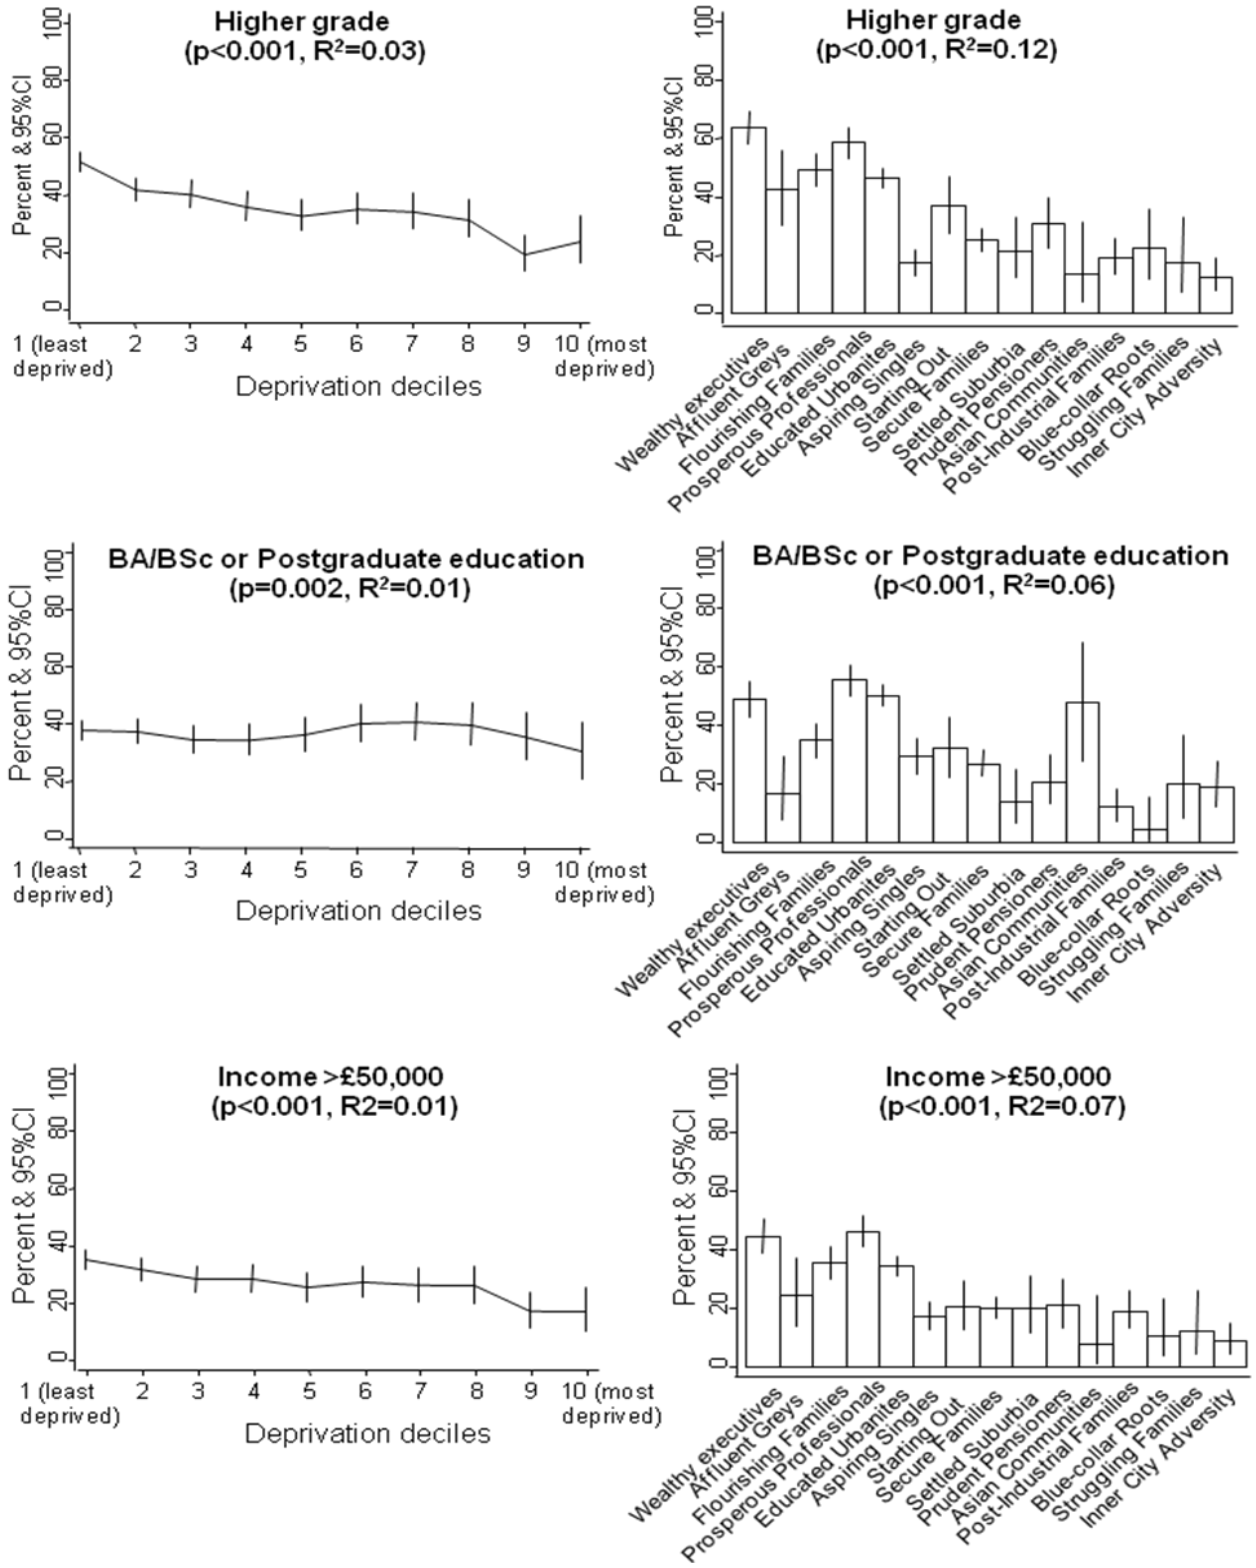 Higher grade
(p<0.001, R²=0.03)
Percent & 95%CI
100
80
60
40
20
0
1 (least deprived)
2
3
4
5
6
7
8
9
10 (most deprived)
Deprivation deciles
Higher grade
(p<0.001, R²=0.12)
Percent & 95%CI
100
80
60
40
20
0
Wealthy executives
Affluent Greys
Flourishing Families
Prosperous Professionals
Educated Urbanites
Aspiring Singles
Starting Out
Secure Families
Settled Suburbia
Prudent Pensioners
Asian Communities
Post-Industrial Families
Blue-collar Roots
Struggling Families
Inner City Adversity
BA/BSc or Postgraduate education
(p=0.002, R²=0.01)
Percent & 95%CI
100
80
60
40
20
0
1 (least deprived)
2
3
4
5
6
7
8
9
10 (most deprived)
Deprivation deciles
BA/BSc or Postgraduate education
(p<0.001, R²=0.06)
Percent & 95%CI
100
80
60
40
20
0
Wealthy executives
Affluent Greys
Flourishing Families
Prosperous Professionals
Educated Urbanites
Aspiring Singles
Starting Out
Secure Families
Settled Suburbia
Prudent Pensioners
Asian Communities
Post-Industrial Families
Blue-collar Roots
Struggling Families
Inner City Adversity
Income >£50,000
(p<0.001, R2=0.01)
Percent & 95%CI
100
80
60
40
20
0
1 (least deprived)
2
3
4
5
6
7
8
9
10 (most deprived)
Deprivation deciles
Income >£50,000
(p<0.001, R2=0.07)
Percent & 95%CI
100
80
60
40
20
0
Wealthy executives
Affluent Greys
Flourishing Families
Prosperous Professionals
Educated Urbanites
Aspiring Singles
Starting Out
Secure Families
Settled Suburbia
Prudent Pensioners
Asian Communities
Post-Industrial Families
Blue-collar Roots
Struggling Families
Inner City Adversity